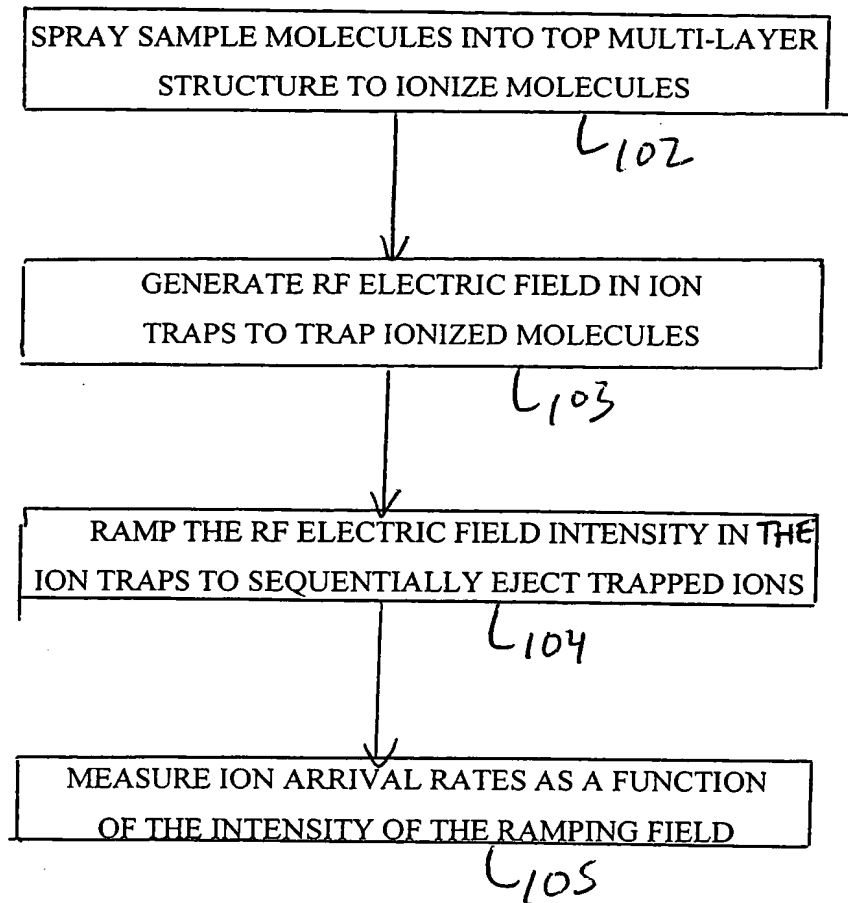 SPRAY SAMPLE MOLECULES INTO TOP MULTI-LAYER
STRUCTURE TO IONIZE MOLECULES
102
GENERATE RF ELECTRIC FIELD IN ION
TRAPS TO TRAP IONIZED MOLECULES
103
RAMP THE RF ELECTRIC FIELD INTENSITY IN THE
ION TRAPS TO SEQUENTIALLY EJECT TRAPPED IONS
104
MEASURE ION ARRIVAL RATES AS A FUNCTION
OF THE INTENSITY OF THE RAMPING FIELD
105